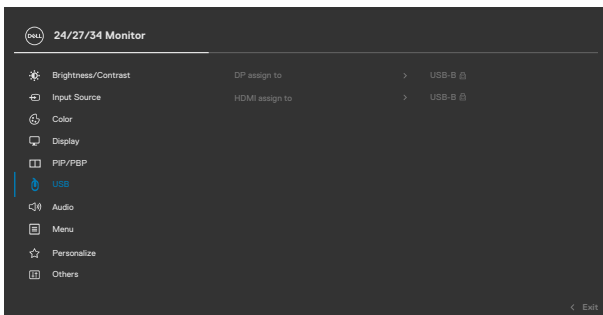 DELL
24/27/34 Monitor
Brightness/Contrast
DP assign to > USB-B
Input Source
HDMI assign to > USB-B
Color
Display
PIP/PBP
USB
Audio
Menu
Personalize
Others
< Exit